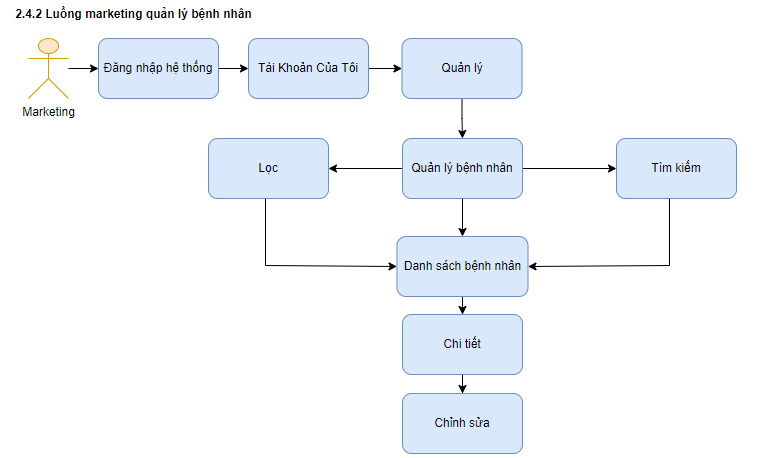 2.4.2 Luồng marketing quản lý bệnh nhân
Đăng nhập hệ thống
Tài Khoản Của Tôi
Quản lý
Marketing
Lọc
Quản lý bệnh nhân
Tìm kiếm
Danh sách bệnh nhân
Chi tiết
Chỉnh sửa